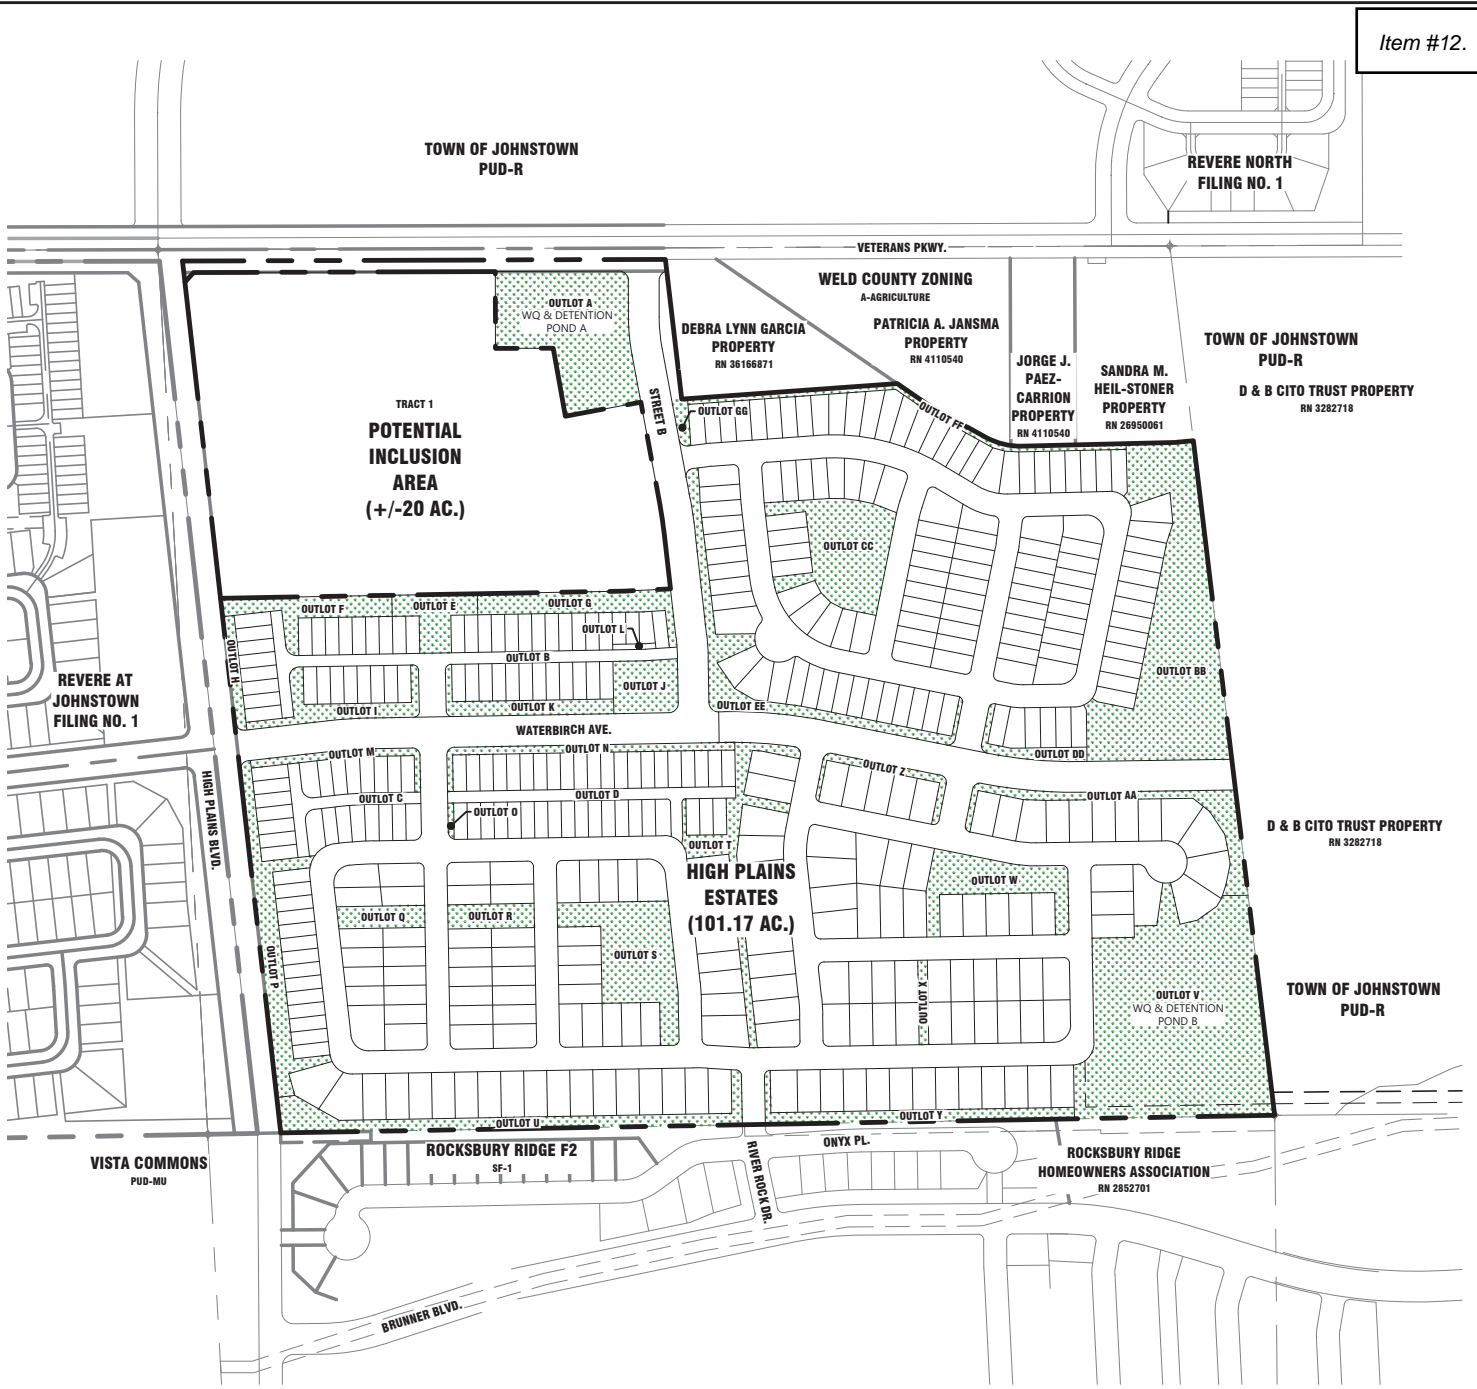 Item #12.
TOWN OF JOHNSTOWN
PUD-R
REVERE NORTH
FILING NO. 1
VETERANS PKWY.
WELD COUNTY ZONING
A-AGRICULTURE
OUTLOT A
WQ & DETENTION
POND A
DEBRA LYNN GARCIA
PROPERTY
RN 36166871
PATRICIA A. JANSMA
PROPERTY
RN 4110540
JORGE J.
PAEZ-
CARRION
PROPERTY
RN 4110540
SANDRA M.
HEIL-STONER
PROPERTY
RN 26950061
TOWN OF JOHNSTOWN
PUD-R
D & B CITO TRUST PROPERTY
RN 3282718
TRACT 1
POTENTIAL
INCLUSION
AREA
(+/-20 AC.)
STREET B
OUTLOT GG
OUTLOT FF
OUTLOT CC
OUTLOT F
OUTLOT E
OUTLOT G
OUTLOT L
OUTLOT H
OUTLOT B
OUTLOT J
OUTLOT BB
REVERE AT
JOHNSTOWN
FILING NO. 1
OUTLOT I
OUTLOT K
OUTLOT EE
WATERBIRCH AVE.
OUTLOT M
OUTLOT N
OUTLOT DD
OUTLOT Z
HIGH PLAINS BLVD.
OUTLOT C
OUTLOT D
OUTLOT AA
OUTLOT O
D & B CITO TRUST PROPERTY
RN 3282718
OUTLOT T
HIGH PLAINS
ESTATES
(101.17 AC.)
OUTLOT W
OUTLOT Q
OUTLOT R
OUTLOT P
OUTLOT S
OUTLOT X
OUTLOT V
WQ & DETENTION
POND B
TOWN OF JOHNSTOWN
PUD-R
OUTLOT U
OUTLOT Y
VISTA COMMONS
PUD-MU
ROCKSBURY RIDGE F2
SF-1
RIVER ROCK DR.
ONYX PL.
ROCKSBURY RIDGE
HOMEOWNERS ASSOCIATION
RN 2852701
BRUNNER BLVD.